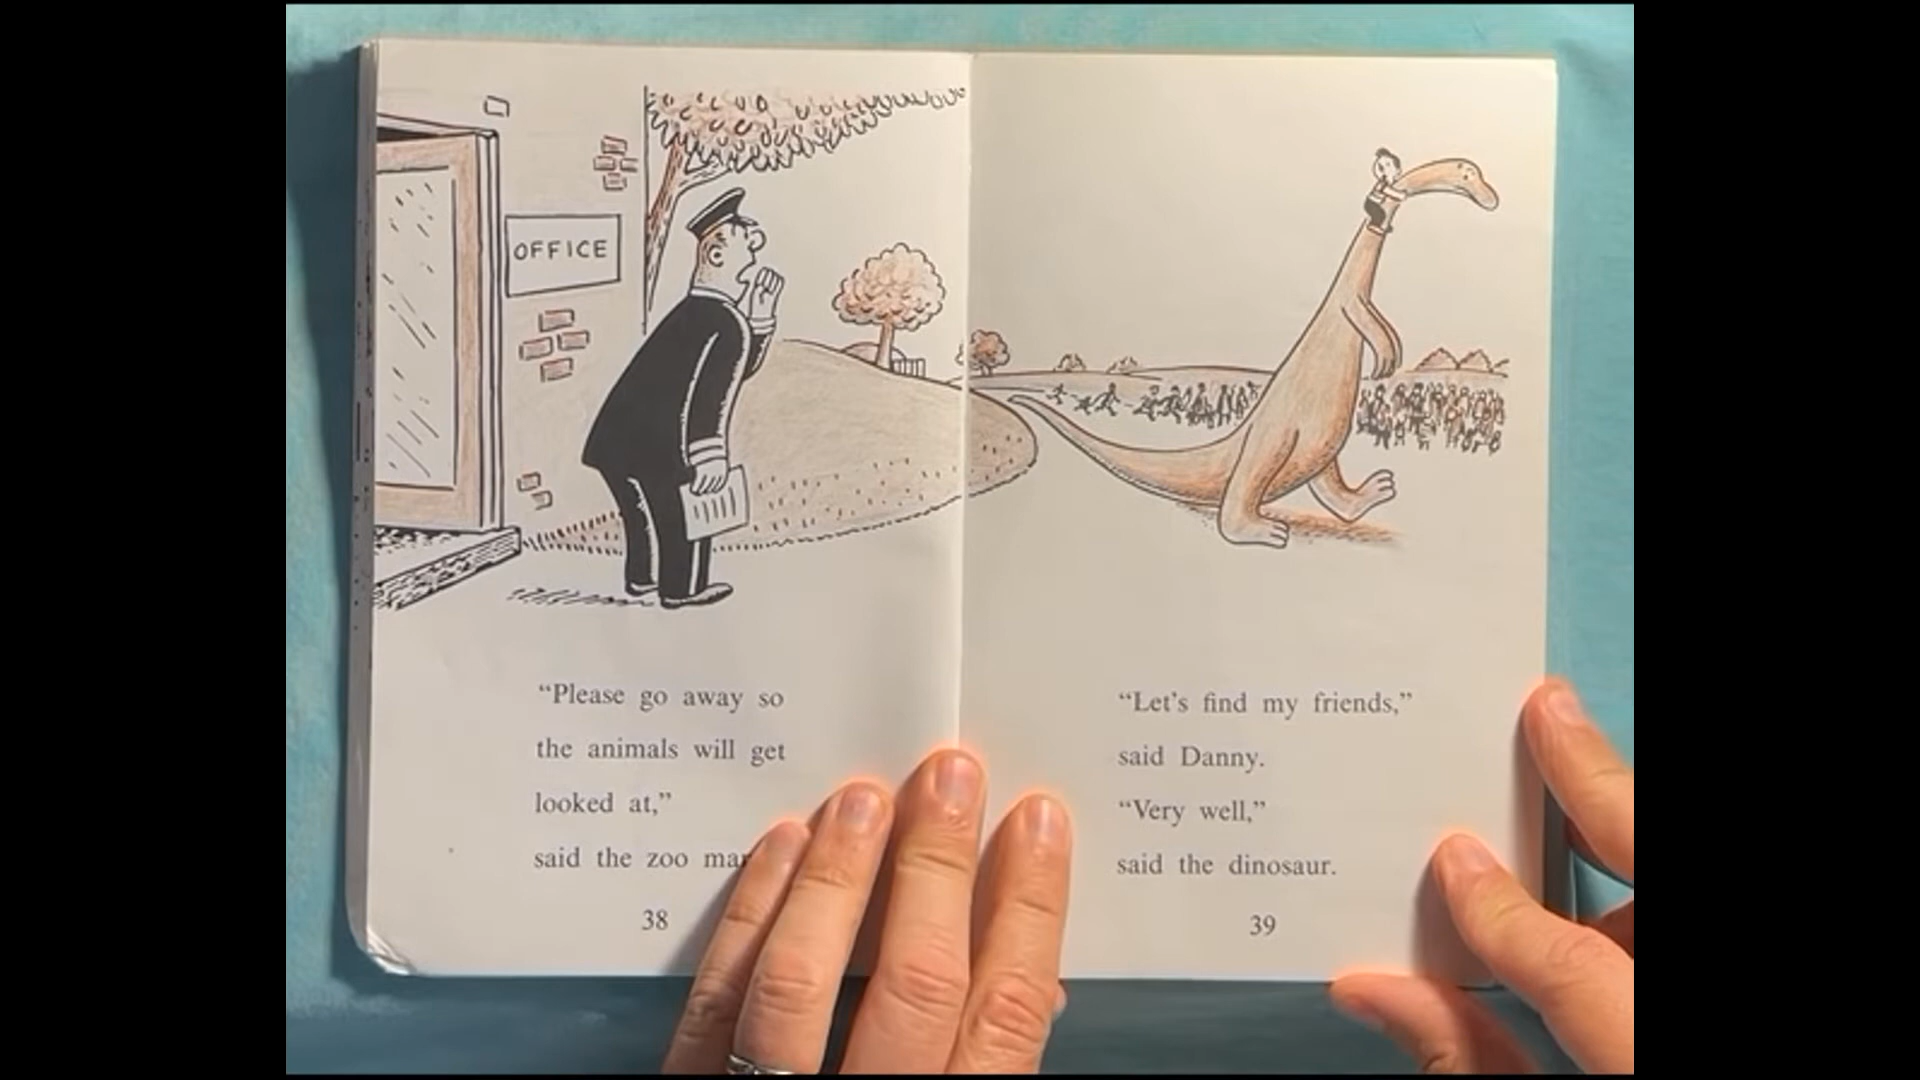 OFFICE
“Please go away so
the animals will get
looked at,”
said the zoo
38
“Let’s find my friends,”
said Danny.
“Very well,”
said the dinosaur.
39